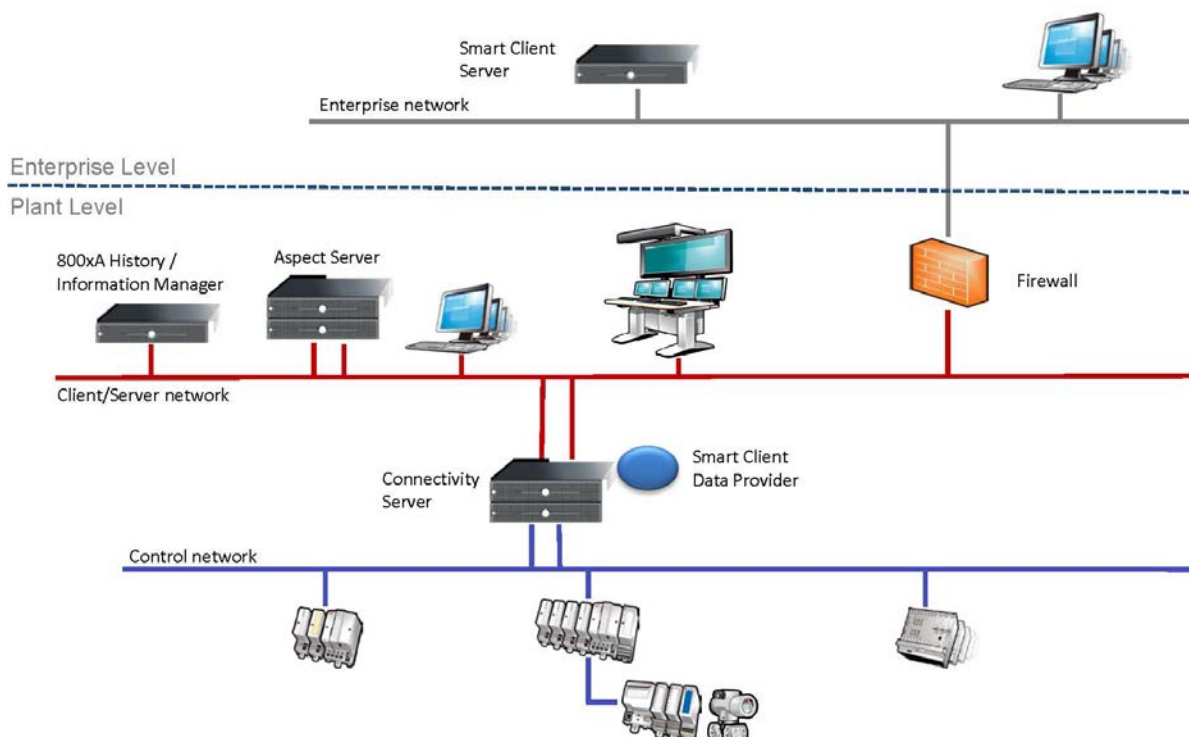 Smart Client
Server
Enterprise network
Enterprise Level
Plant Level
800xA History /
Information Manager
Aspect Server
Firewall
Client/Server network
Connectivity
Server
Smart Client
Data Provider
Control network